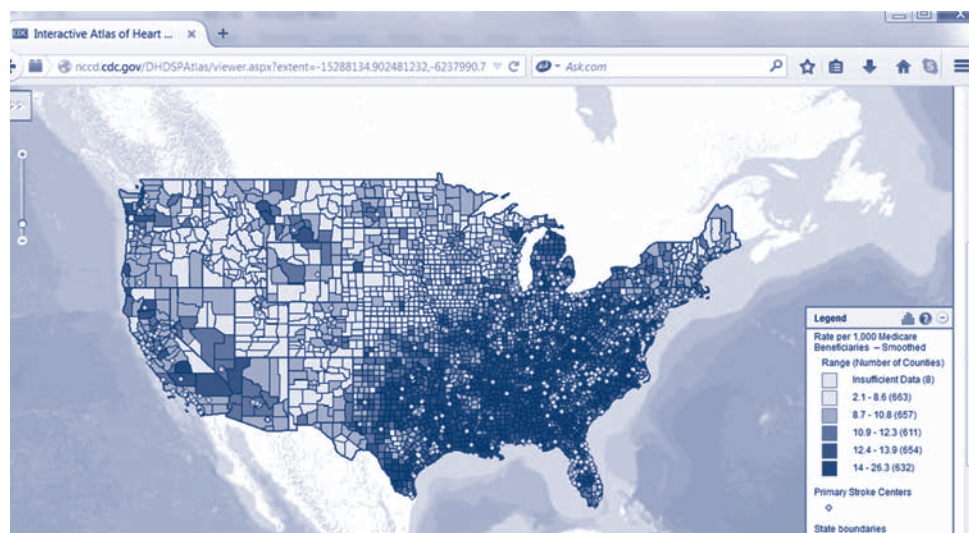 CDC Interactive Atlas of Heart ... × +
nccd.cdc.gov/DHDSPAtlas/viewer.aspx?extent=-15288134.902481232,-6237990.7 Ask.com
>>
Legend
Rate per 1,000 Medicare
Beneficiaries – Smoothed
Range (Number of Counties)
Insufficient Data (8)
2.1 - 8.6 (663)
8.7 - 10.8 (657)
10.9 - 12.3 (611)
12.4 - 13.9 (654)
14 - 26.3 (632)
Primary Stroke Centers
State boundaries